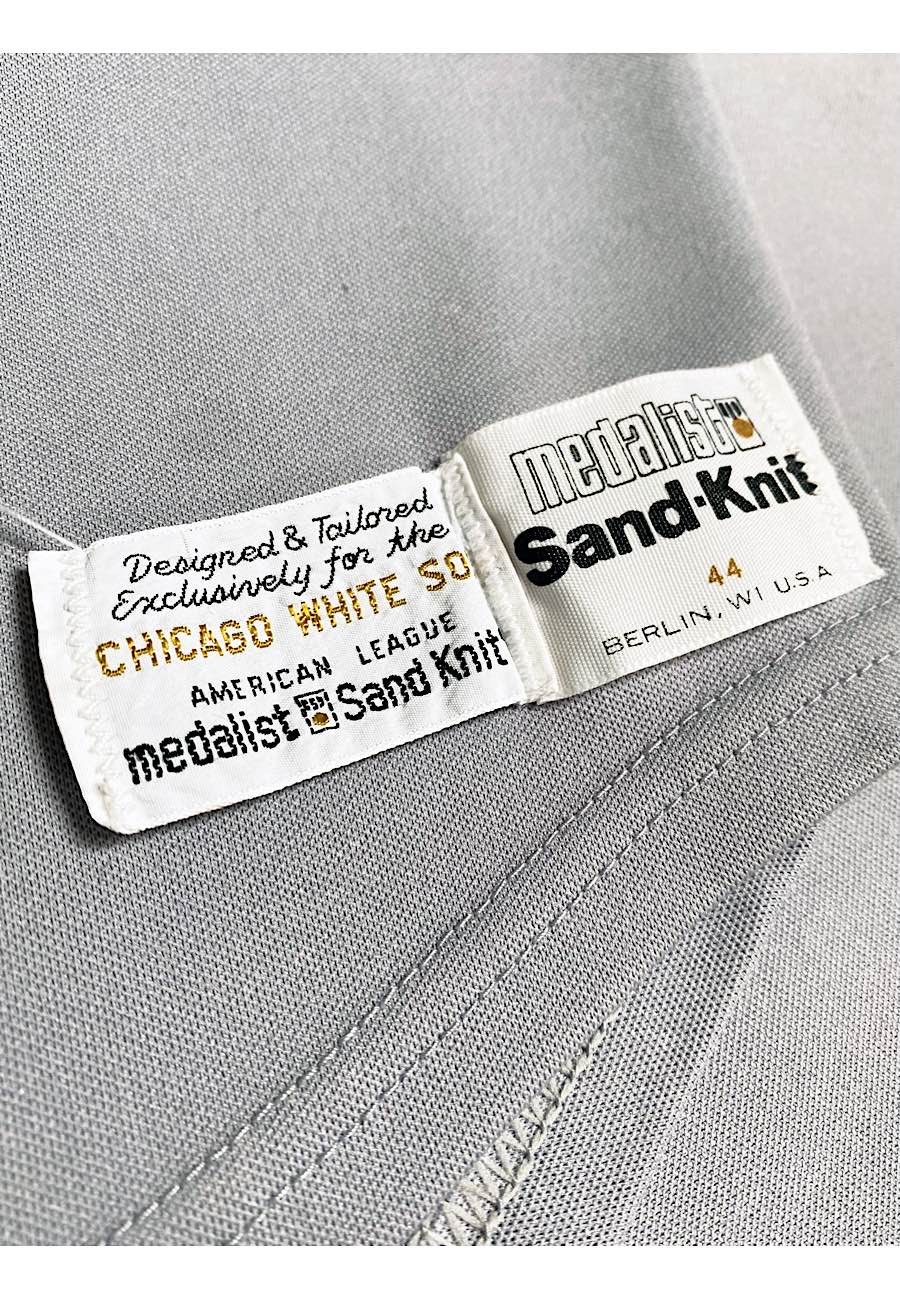 Designed & Tailored
Exclusively for the
CHICAGO WHITE SO
AMERICAN LEAGUE
medalist Sand Knit
medalist
Sand-Knit
44
BERLIN, WI U.S.A